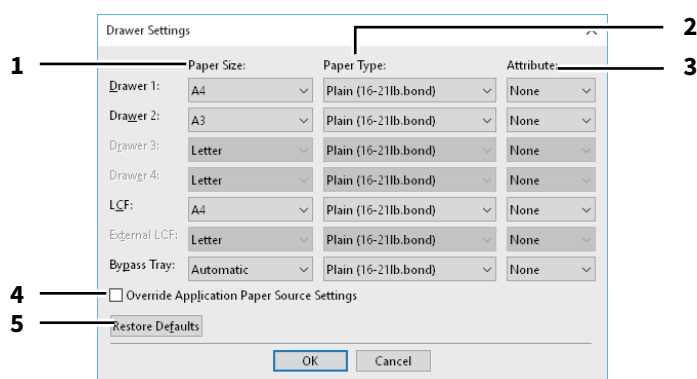 Drawer Settings
2
1 Paper Size: Paper Type: Attribute: 3
Drawer 1: A4 Plain (16-21lb.bond) None
Drawer 2: A3 Plain (16-21lb.bond) None
Drawer 3: Letter Plain (16-21lb.bond) None
Drawer 4: Letter Plain (16-21lb.bond) None
LCF: A4 Plain (16-21lb.bond) None
External LCF: Letter Plain (16-21lb.bond) None
Bypass Tray: Automatic Plain (16-21lb.bond) None
4 Override Application Paper Source Settings
5 Restore Defaults
OK Cancel